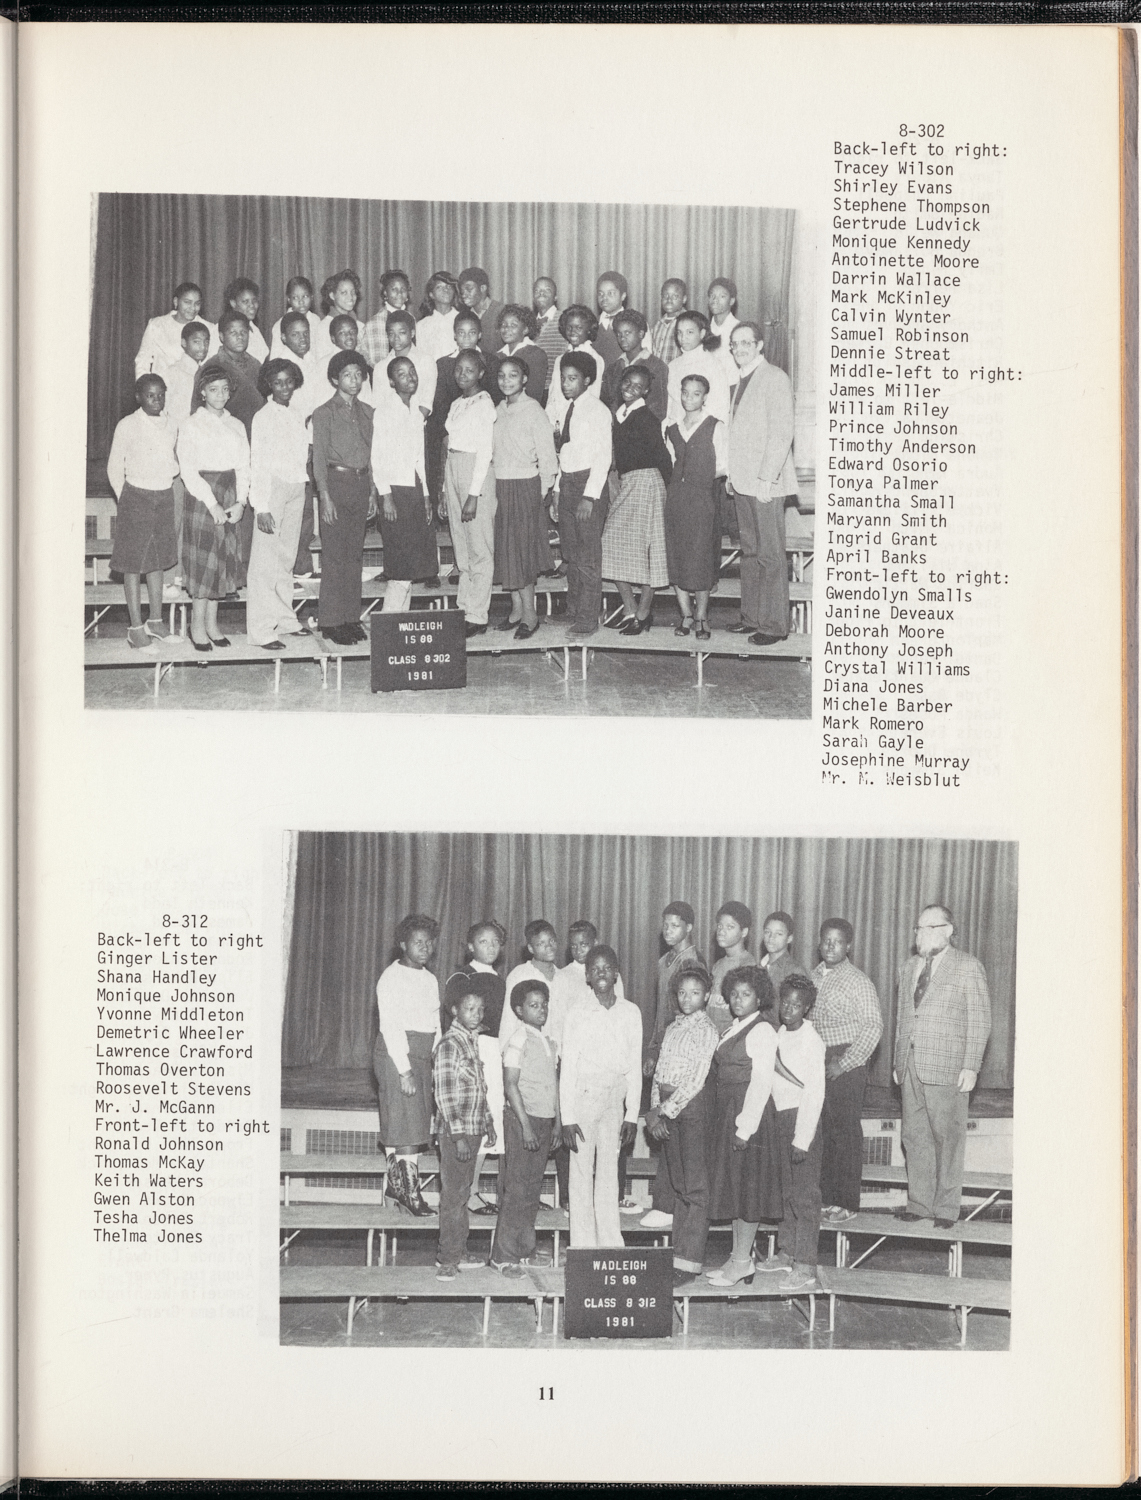 8-302
Back-left to right:
Tracey Wilson
Shirley Evans
Stephene Thompson
Gertrude Ludvick
Monique Kennedy
Antoinette Moore
Darrin Wallace
Mark McKinley
Calvin Wynter
Samuel Robinson
Dennie Streat
Middle-left to right:
James Miller
William Riley
Prince Johnson
Timothy Anderson
Edward Osorio
Tonya Palmer
Samantha Small
Maryann Smith
Ingrid Grant
April Banks
Front-left to right:
Gwendolyn Smalls
Janine Deveaux
Deborah Moore
Anthony Joseph
Crystal Williams
Diana Jones
Michele Barber
Mark Romero
Sarah Gayle
Josephine Murray
Mr. M. Weisblut
WADLEIGH
IS 88
CLASS 8 302
1981
8-312
Back-left to right
Ginger Lister
Shana Handley
Monique Johnson
Yvonne Middleton
Demetric Wheeler
Lawrence Crawford
Thomas Overton
Roosevelt Stevens
Mr. J. McGann
Front-left to right
Ronald Johnson
Thomas McKay
Keith Waters
Gwen Alston
Tesha Jones
Thelma Jones
WADLEIGH
IS 88
CLASS 8 312
1981
11